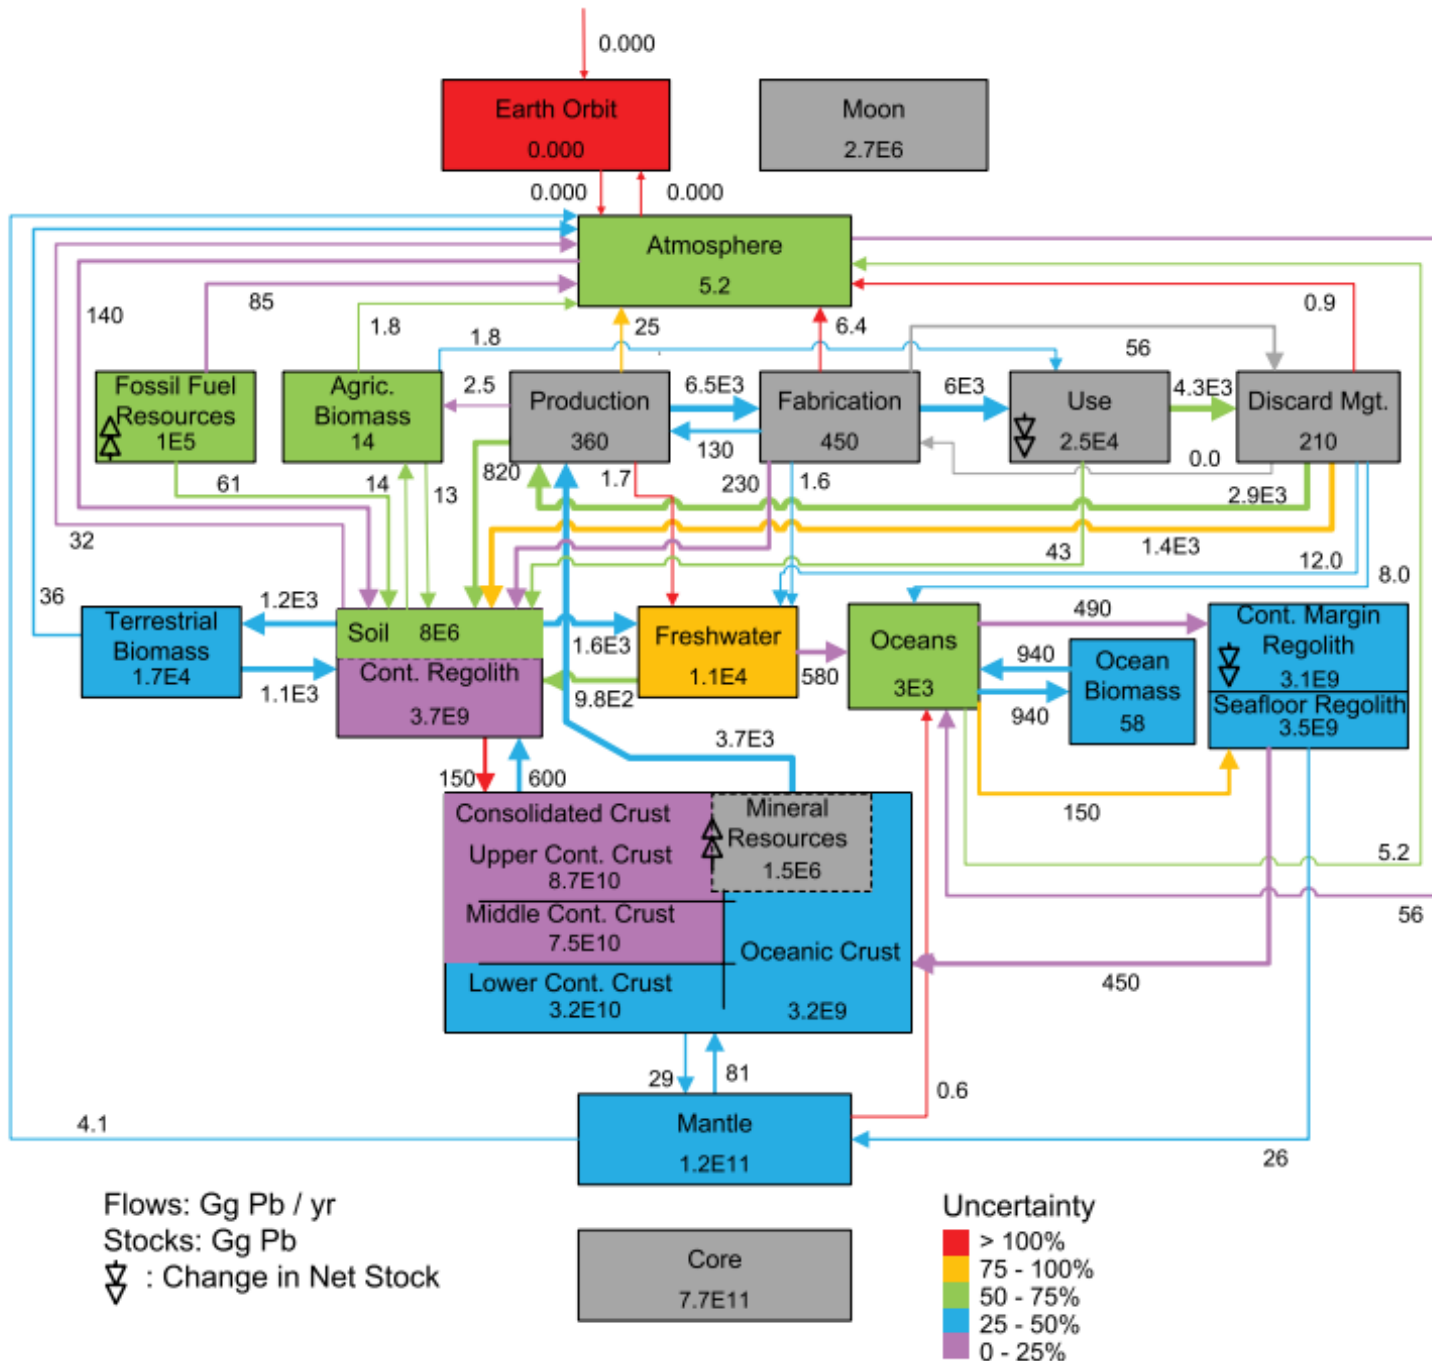 0.000
Earth Orbit
0.000
Moon
2.7E6
0.000
0.000
Atmosphere
5.2
140
85
1.8
1.8
25
6.4
56
0.9
Fossil Fuel
Resources
1E5
Agric.
Biomass
14
2.5
Production
360
6.5E3
130
Fabrication
450
6E3
Use
2.5E4
4.3E3
Discard Mgt.
210
0.0
61
14
13
820
1.7
230
1.6
2.9E3
32
43
1.4E3
12.0
8.0
36
Terrestrial
Biomass
1.7E4
1.2E3
1.1E3
Soil 8E6
Cont. Regolith
3.7E9
1.6E3
9.8E2
Freshwater
1.1E4
580
Oceans
3E3
490
940
940
Ocean
Biomass
58
Cont. Margin
Regolith
3.1E9
Seafloor Regolith
3.5E9
150
600
3.7E3
150
5.2
56
Consolidated Crust
Upper Cont. Crust
8.7E10
Middle Cont. Crust
7.5E10
Lower Cont. Crust
3.2E10
Mineral
Resources
1.5E6
Oceanic Crust
3.2E9
450
29
81
0.6
4.1
Mantle
1.2E11
26
Core
7.7E11
Flows: Gg Pb / yr
Stocks: Gg Pb
: Change in Net Stock
Uncertainty
> 100%
75 - 100%
50 - 75%
25 - 50%
0 - 25%